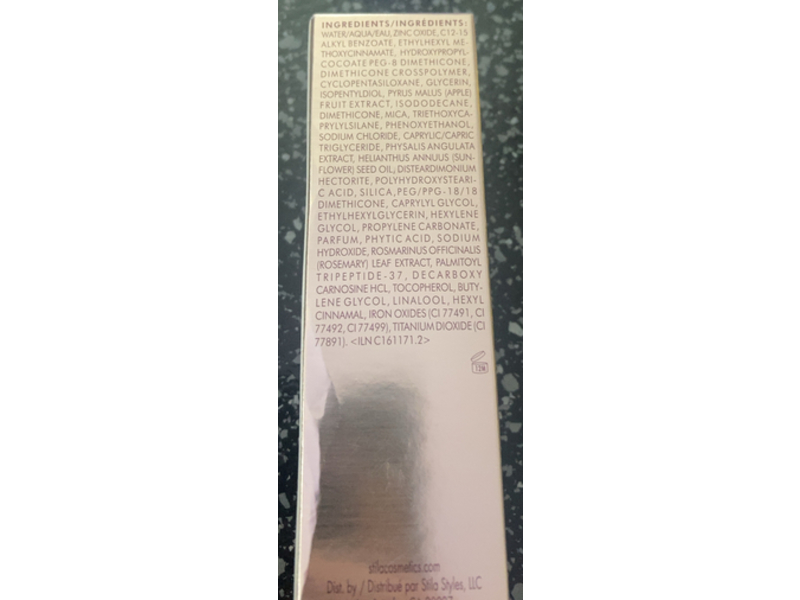 INGREDIENTS/INGRÉDIENTS:
WATER/AQUA/EAU, ZINC OXIDE, C12-15
ALKYL BENZOATE, ETHYLHEXYL ME-
THOXYCINNAMATE, HYDROXYPROPYL-
COCOATE PEG-8 DIMETHICONE,
DIMETHICONE CROSSPOLYMER,
CYCLOPENTASILOXANE, GLYCERIN,
ISOPENTYLDIOL, PYRUS MALUS (APPLE)
FRUIT EXTRACT, ISODODECANE,
DIMETHICONE, MICA, TRIETHOXYCA-
PRYLYLSILANE, PHENOXYETHANOL,
SODIUM CHLORIDE, CAPRYLIC/CAPRIC
TRIGLYCERIDE, PHYSALIS ANGULATA
EXTRACT, HELIANTHUS ANNUUS (SUN-
FLOWER) SEED OIL, DISTEARDIMONIUM
HECTORITE, POLYHYDROXYSTEARI-
C ACID, SILICA, PEG/PPG-18/18
DIMETHICONE, CAPRYLYL GLYCOL,
ETHYLHEXYLGLYCERIN, HEXYLENE
GLYCOL, PROPYLENE CARBONATE,
PARFUM, PHYTIC ACID, SODIUM
HYDROXIDE, ROSMARINUS OFFICINALIS
(ROSEMARY) LEAF EXTRACT, PALMITOYL
TRIPEPTIDE-37, DECARBOXY
CARNOSINE HCL, TOCOPHEROL, BUTY-
LENE GLYCOL, LINALOOL, HEXYL
CINNAMAL, IRON OXIDES (CI 77491, CI
77492, CI 77499), TITANIUM DIOXIDE (CI
77891). <ILN C161171.2>
12M
stilacosmetics.com
Dist. by / Distribué par Stila Styles, LLC